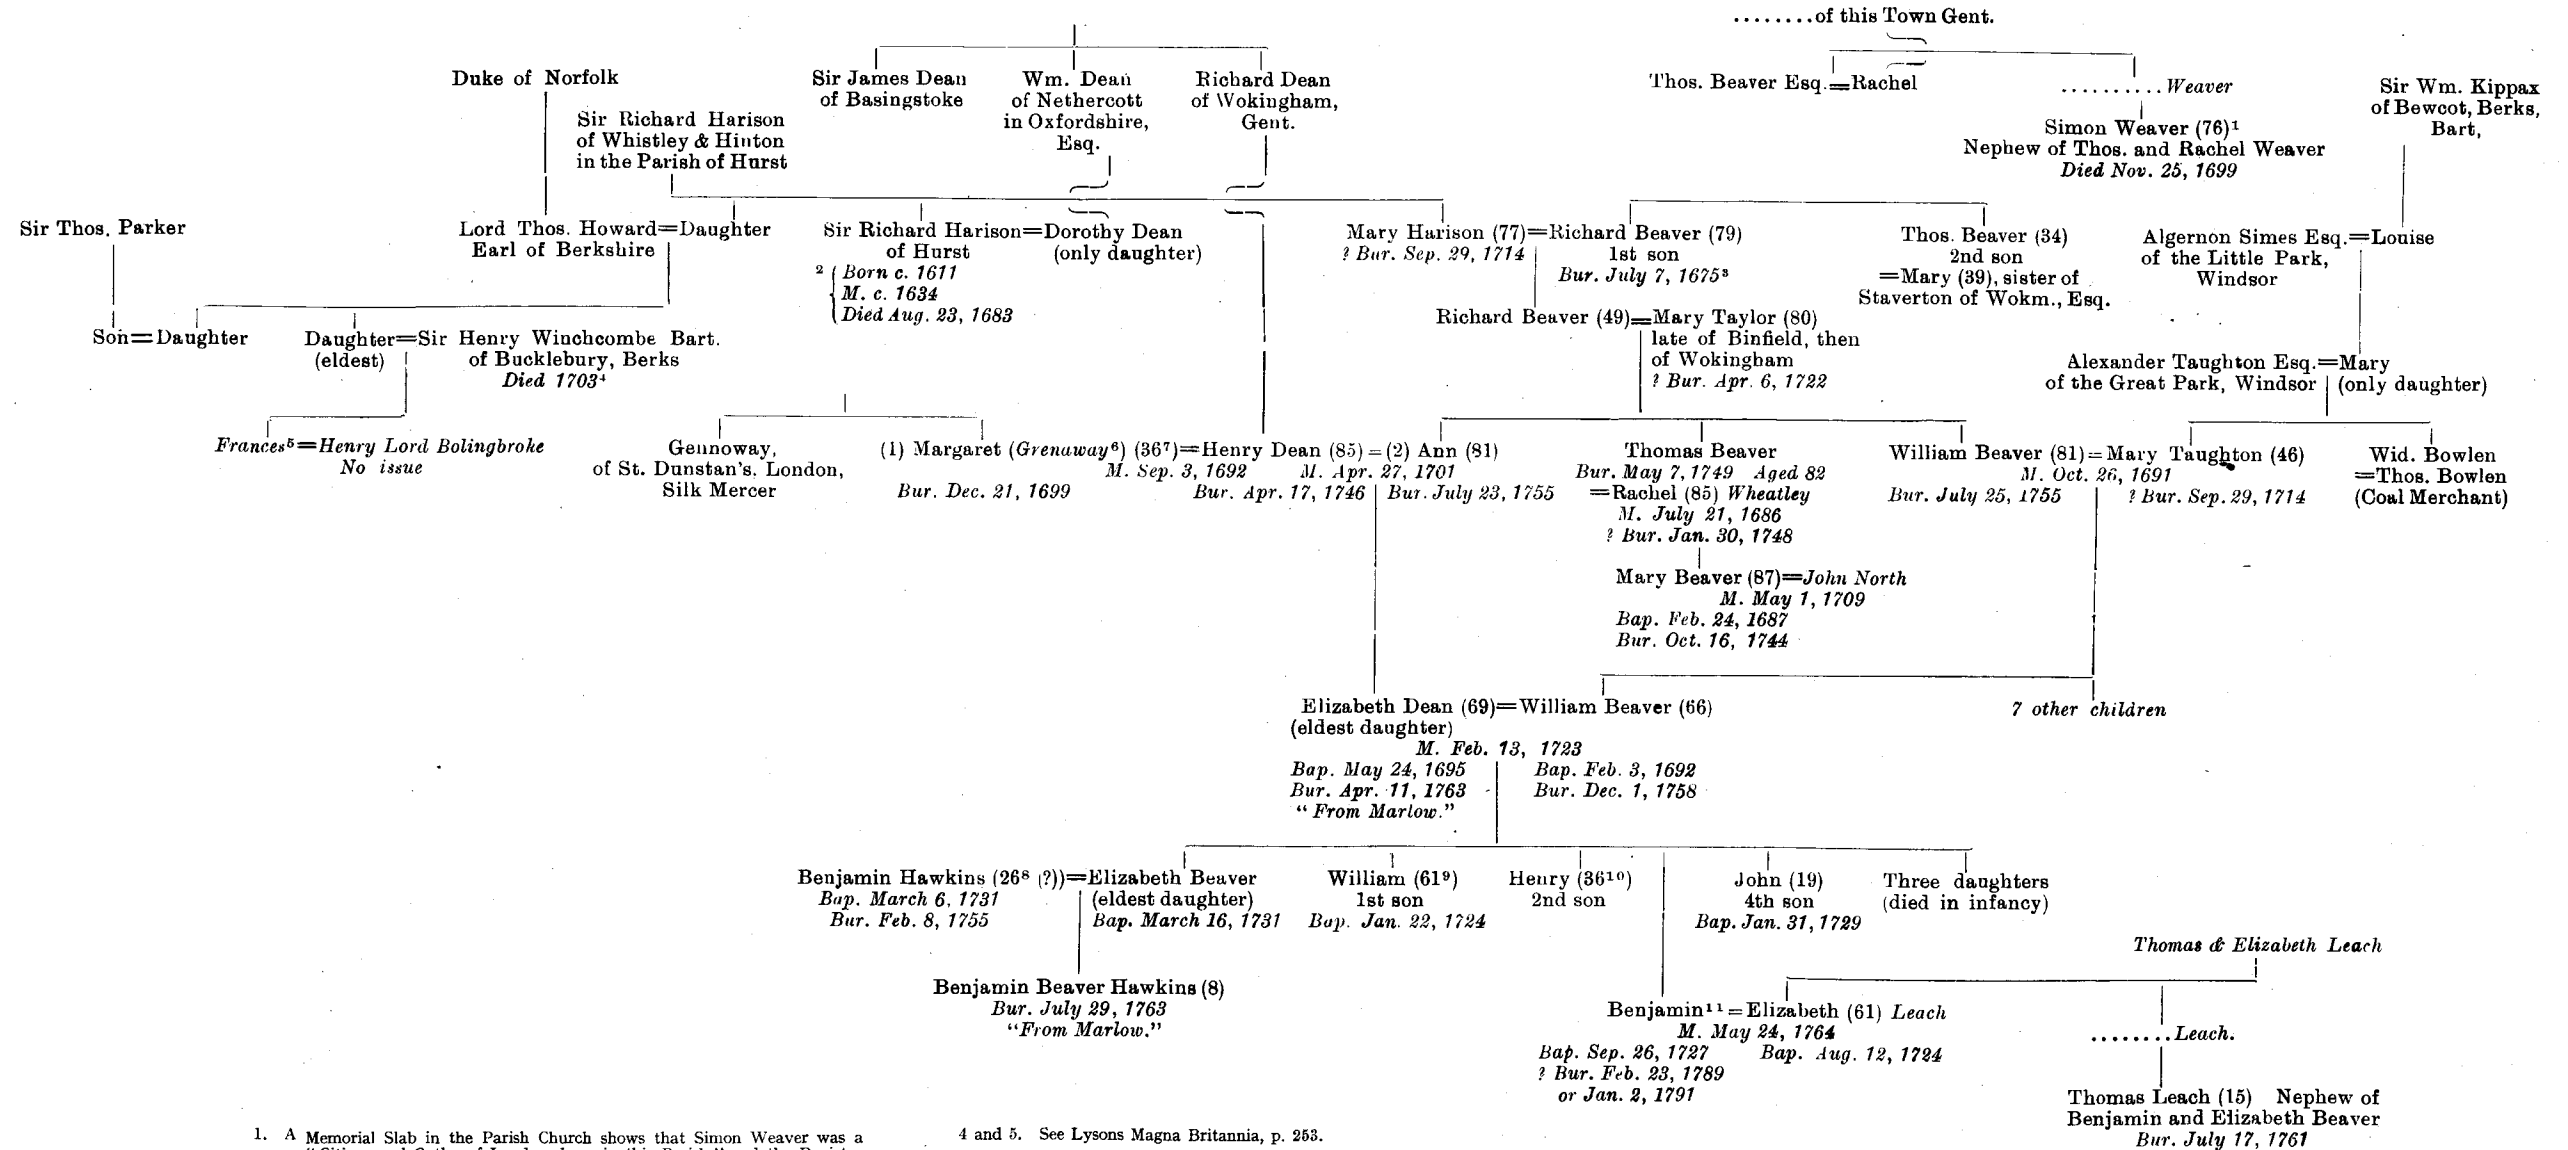 ........of this Town Gent.
Duke of Norfolk
Sir Richard Harison
of Whistley & Hinton
in the Parish of Hurst
Sir James Dean
of Basingstoke
Wm. Dean
of Nethercott
in Oxfordshire,
Esq.
Richard Dean
of Wokingham,
Gent.
Thos. Beaver Esq.=Rachel
..........Weaver
Simon Weaver (76)¹
Nephew of Thos. and Rachel Weaver
Died Nov. 25, 1699
Sir Wm. Kippax
of Bewcot, Berks,
Bart,
Sir Thos. Parker
Lord Thos. Howard=Daughter
Earl of Berkshire
Sir Richard Harison=Dorothy Dean
of Hurst (only daughter)
² { Born c. 1611
M. c. 1634
Died Aug. 23, 1683
Mary Harison (77)=Richard Beaver (79)
? Bur. Sep. 29, 1714
1st son
Bur. July 7, 1675³
Thos. Beaver (34)
2nd son
=Mary (39), sister of
Staverton of Wokm., Esq.
Algernon Simes Esq.=Louise
of the Little Park,
Windsor
Son=Daughter
Daughter=Sir Henry Winchcombe Bart.
(eldest) of Bucklebury, Berks
Died 1703⁴
Richard Beaver (49)=Mary Taylor (80)
late of Binfield, then
of Wokingham
? Bur. Apr. 6, 1722
Alexander Taughton Esq.=Mary
of the Great Park, Windsor (only daughter)
Frances⁵=Henry Lord Bolingbroke
No issue
Gennoway,
of St. Dunstan's, London,
Silk Mercer
(1) Margaret (Grenaway⁶) (36⁷)=Henry Dean (85)=(2) Ann (81)
M. Sep. 3, 1692 M. Apr. 27, 1701
Bur. Dec. 21, 1699 Bur. Apr. 17, 1746 Bur. July 23, 1755
Thomas Beaver
Bur. May 7, 1749 Aged 82
=Rachel (85) Wheatley
M. July 21, 1686
? Bur. Jan. 30, 1748
William Beaver (81)=Mary Taughton (46)
M. Oct. 26, 1691
Bur. July 25, 1755 ? Bur. Sep. 29, 1714
Wid. Bowlen
=Thos. Bowlen
(Coal Merchant)
Mary Beaver (87)=John North
M. May 1, 1709
Bap. Feb. 24, 1687
Bur. Oct. 16, 1744
Elizabeth Dean (69)=William Beaver (66)
(eldest daughter)
M. Feb. 13, 1723
Bap. May 24, 1695 Bap. Feb. 3, 1692
Bur. Apr. 11, 1763 Bur. Dec. 1, 1758
"From Marlow."
7 other children
Benjamin Hawkins (26⁸ (?))=Elizabeth Beaver
Bap. March 6, 1731 (eldest daughter)
Bur. Feb. 8, 1755 Bap. March 16, 1731
William (61⁹)
1st son
Bap. Jan. 22, 1724
Henry (36¹⁰)
2nd son
John (19)
4th son
Bap. Jan. 31, 1729
Three daughters
(died in infancy)
Thomas & Elizabeth Leach
Benjamin Beaver Hawkins (8)
Bur. July 29, 1763
"From Marlow."
Benjamin¹¹=Elizabeth (61) Leach
M. May 24, 1764
Bap. Sep. 26, 1727 Bap. Aug. 12, 1724
? Bur. Feb. 23, 1789
or Jan. 2, 1791
........Leach.
Thomas Leach (15) Nephew of
Benjamin and Elizabeth Beaver
Bur. July 17, 1761
1. A Memorial Slab in the Parish Church shows that Simon Weaver was a
4 and 5. See Lysons Magna Britannia, p. 253.